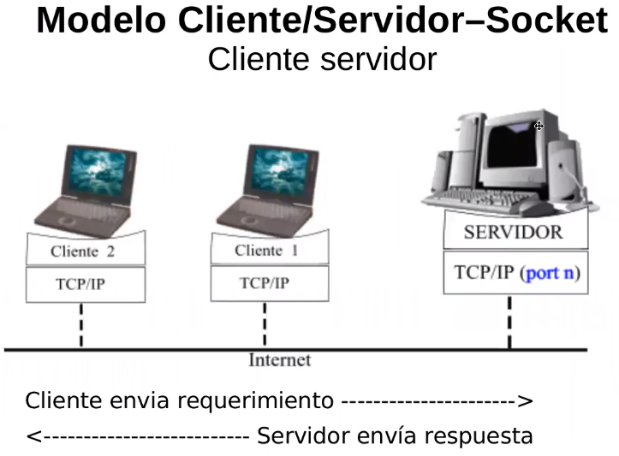 Modelo Cliente/Servidor–Socket
Cliente servidor
Cliente 2
Cliente 1
SERVIDOR
TCP/IP
TCP/IP
TCP/IP (port n)
Internet
Cliente envia requerimiento ---------------------->
<-------------------------- Servidor envía respuesta